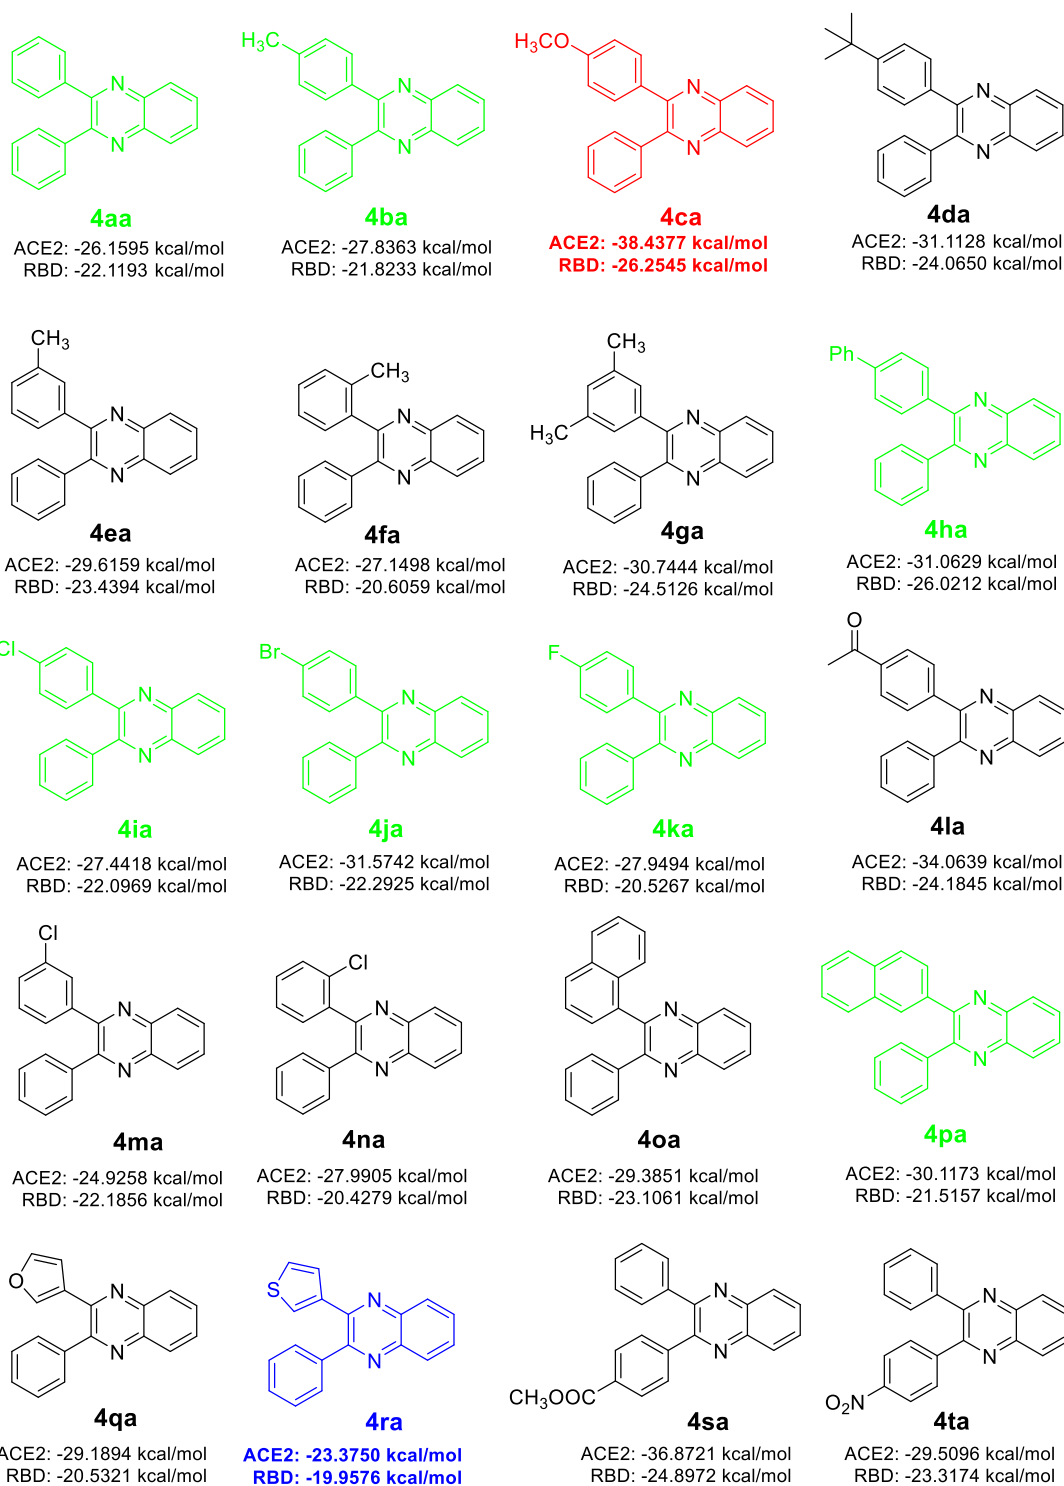 H₃C
H₃CO
N
N
N
N
N
N
N
N
4aa
4ba
4ca
4da
ACE2: -26.1595 kcal/mol
RBD: -22.1193 kcal/mol
ACE2: -27.8363 kcal/mol
RBD: -21.8233 kcal/mol
ACE2: -38.4377 kcal/mol
RBD: -26.2545 kcal/mol
ACE2: -31.1128 kcal/mol
RBD: -24.0650 kcal/mol
CH₃
CH₃
CH₃
H₃C
Ph
N
N
N
N
N
N
N
N
4ea
4fa
4ga
4ha
ACE2: -29.6159 kcal/mol
RBD: -23.4394 kcal/mol
ACE2: -27.1498 kcal/mol
RBD: -20.6059 kcal/mol
ACE2: -30.7444 kcal/mol
RBD: -24.5126 kcal/mol
ACE2: -31.0629 kcal/mol
RBD: -26.0212 kcal/mol
Cl
Br
F
O
N
N
N
N
N
N
N
N
4ia
4ja
4ka
4la
ACE2: -27.4418 kcal/mol
RBD: -22.0969 kcal/mol
ACE2: -31.5742 kcal/mol
RBD: -22.2925 kcal/mol
ACE2: -27.9494 kcal/mol
RBD: -20.5267 kcal/mol
ACE2: -34.0639 kcal/mol
RBD: -24.1845 kcal/mol
Cl
Cl
N
N
N
N
N
N
N
N
4ma
4na
4oa
4pa
ACE2: -24.9258 kcal/mol
RBD: -22.1856 kcal/mol
ACE2: -27.9905 kcal/mol
RBD: -20.4279 kcal/mol
ACE2: -29.3851 kcal/mol
RBD: -23.1061 kcal/mol
ACE2: -30.1173 kcal/mol
RBD: -21.5157 kcal/mol
O
S
N
N
N
N
N
N
N
N
CH₃OOC
O₂N
4qa
4ra
4sa
4ta
ACE2: -29.1894 kcal/mol
RBD: -20.5321 kcal/mol
ACE2: -23.3750 kcal/mol
RBD: -19.9576 kcal/mol
ACE2: -36.8721 kcal/mol
RBD: -24.8972 kcal/mol
ACE2: -29.5096 kcal/mol
RBD: -23.3174 kcal/mol